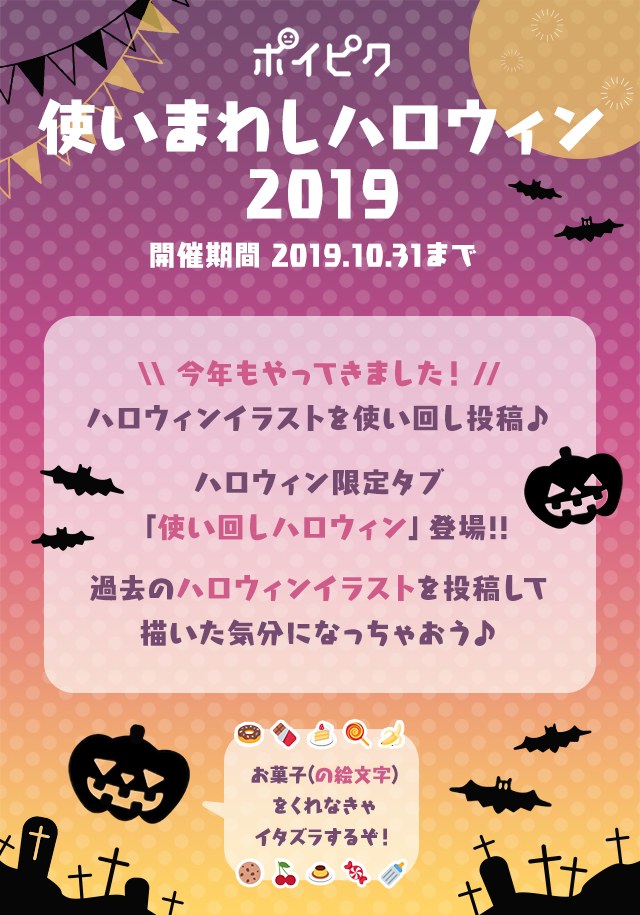 ポイピク
使いまわしハロウィン
2019
開催期間 2019.10.31まで
\\ 今年もやってきました! //
ハロウィンイラストを使い回し投稿♪
ハロウィン限定タブ
「使い回しハロウィン」登場!!
過去のハロウィンイラストを投稿して
描いた気分になっちゃおう♪
お菓子(の絵文字)
をくれなきゃ
イタズラするぞ!